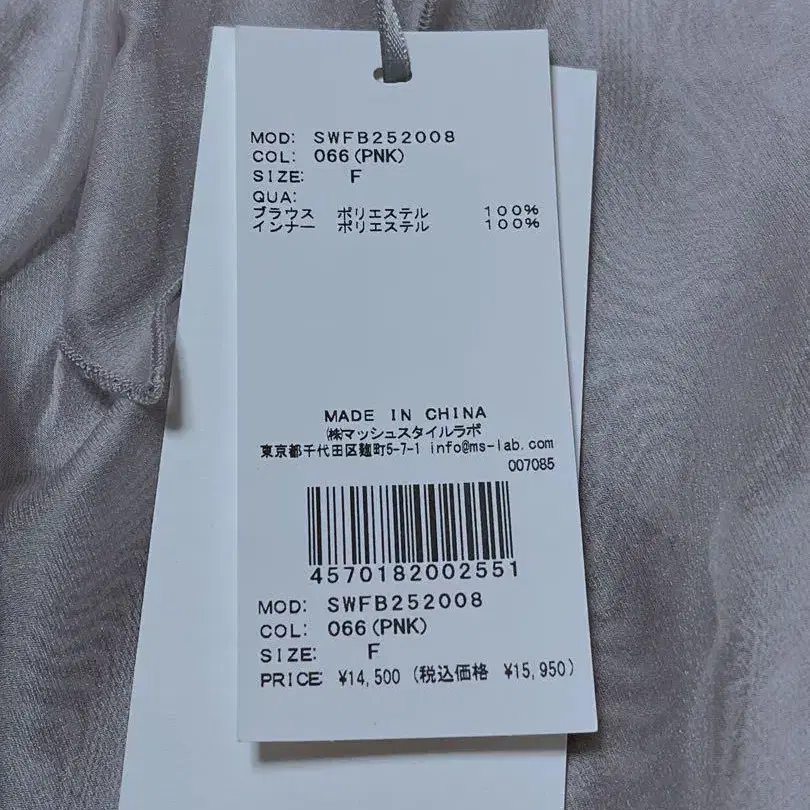 MOD: SWFB252008
COL: 066(PNK)
SIZE: F
QUA:
ブラウス ポリエステル 100%
インナー ポリエステル 100%
MADE IN CHINA
㈱マッシュスタイルラボ
東京都千代田区麹町5-7-1 info@ms-lab.com
007085
4570182002551
MOD: SWFB252008
COL: 066(PNK)
SIZE: F
PRICE: ¥14,500 (税込価格 ¥15,950)